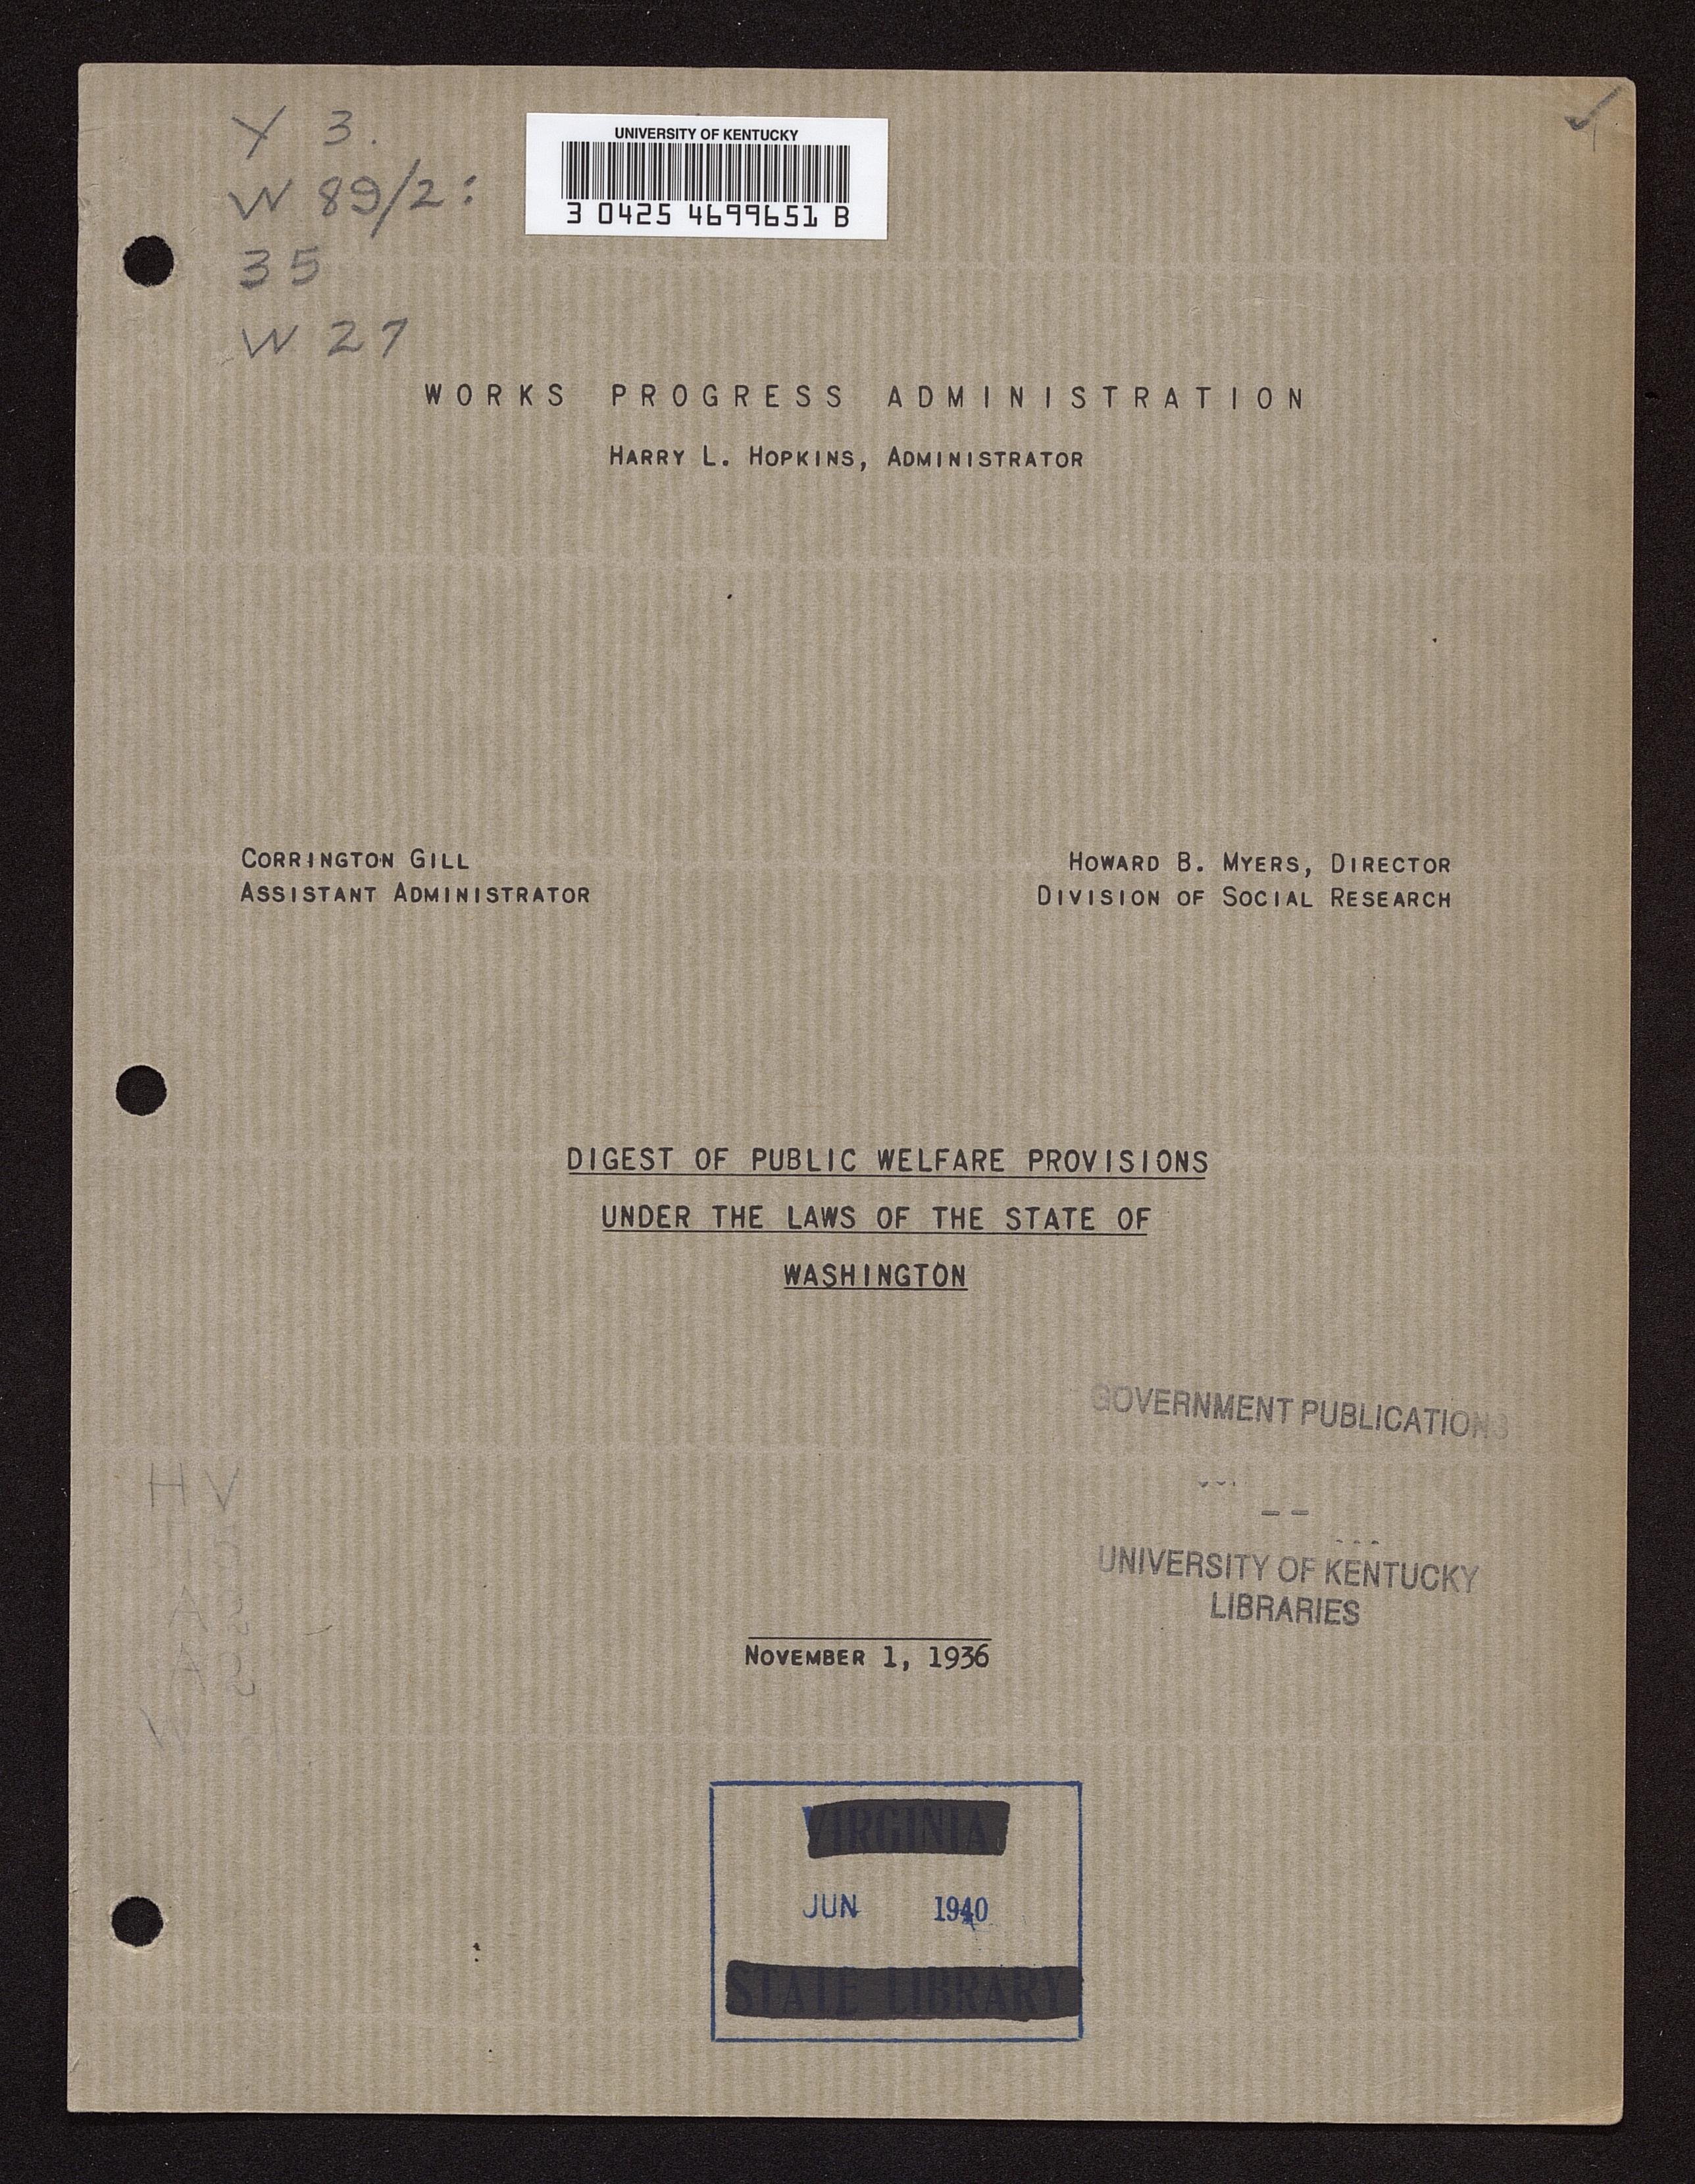 Y 3.
W 89/2:
35
W 27
UNIVERSITY OF KENTUCKY
3 0425 4699651 B
WORKS PROGRESS ADMINISTRATION
HARRY L. HOPKINS, ADMINISTRATOR
CORRINGTON GILL
ASSISTANT ADMINISTRATOR
HOWARD B. MYERS, DIRECTOR
DIVISION OF SOCIAL RESEARCH
DIGEST OF PUBLIC WELFARE PROVISIONS
UNDER THE LAWS OF THE STATE OF
WASHINGTON
GOVERNMENT PUBLICATIONS
HV
UNIVERSITY OF KENTUCKY
LIBRARIES
NOVEMBER 1, 1936
VIRGINIA
JUN 1940
STATE LIBRARY